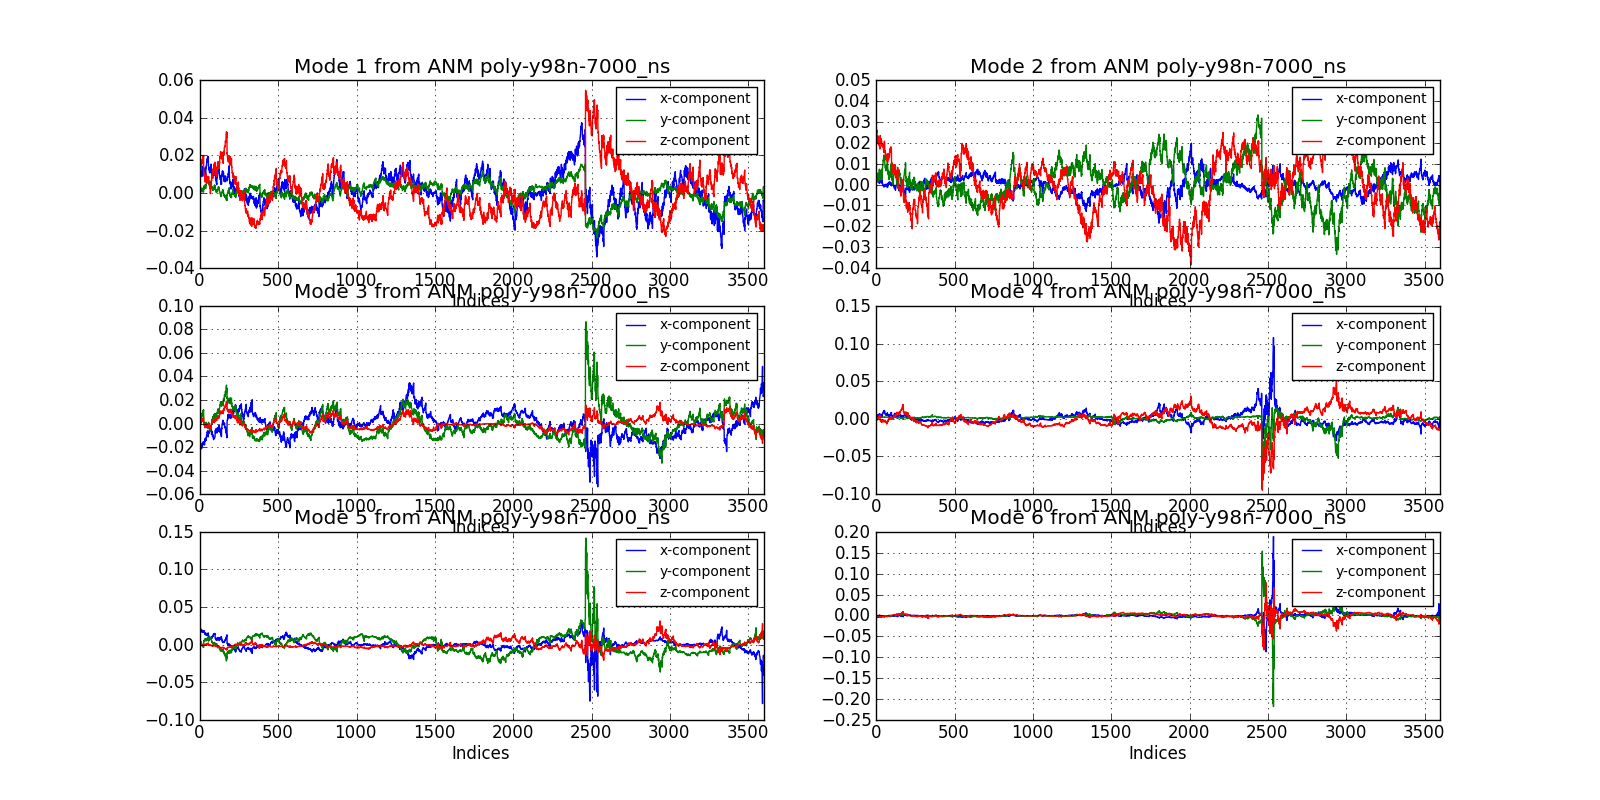 Mode 1 from ANM poly-y98n-7000_ns
0.06
0.04
0.02
0.00
−0.02
−0.04
x-component
y-component
z-component
0 500 1000 1500 2000 2500 3000 3500
Indices
Mode 2 from ANM poly-y98n-7000_ns
0.05
0.04
0.03
0.02
0.01
0.00
−0.01
−0.02
−0.03
−0.04
x-component
y-component
z-component
0 500 1000 1500 2000 2500 3000 3500
Indices
Mode 3 from ANM poly-y98n-7000_ns
0.10
0.08
0.06
0.04
0.02
0.00
−0.02
−0.04
−0.06
x-component
y-component
z-component
0 500 1000 1500 2000 2500 3000 3500
Indices
Mode 4 from ANM poly-y98n-7000_ns
0.15
0.10
0.05
0.00
−0.05
−0.10
x-component
y-component
z-component
0 500 1000 1500 2000 2500 3000 3500
Indices
Mode 5 from ANM poly-y98n-7000_ns
0.15
0.10
0.05
0.00
−0.05
−0.10
x-component
y-component
z-component
0 500 1000 1500 2000 2500 3000 3500
Indices
Mode 6 from ANM poly-y98n-7000_ns
0.20
0.15
0.10
0.05
0.00
−0.05
−0.10
−0.15
−0.20
−0.25
x-component
y-component
z-component
0 500 1000 1500 2000 2500 3000 3500
Indices